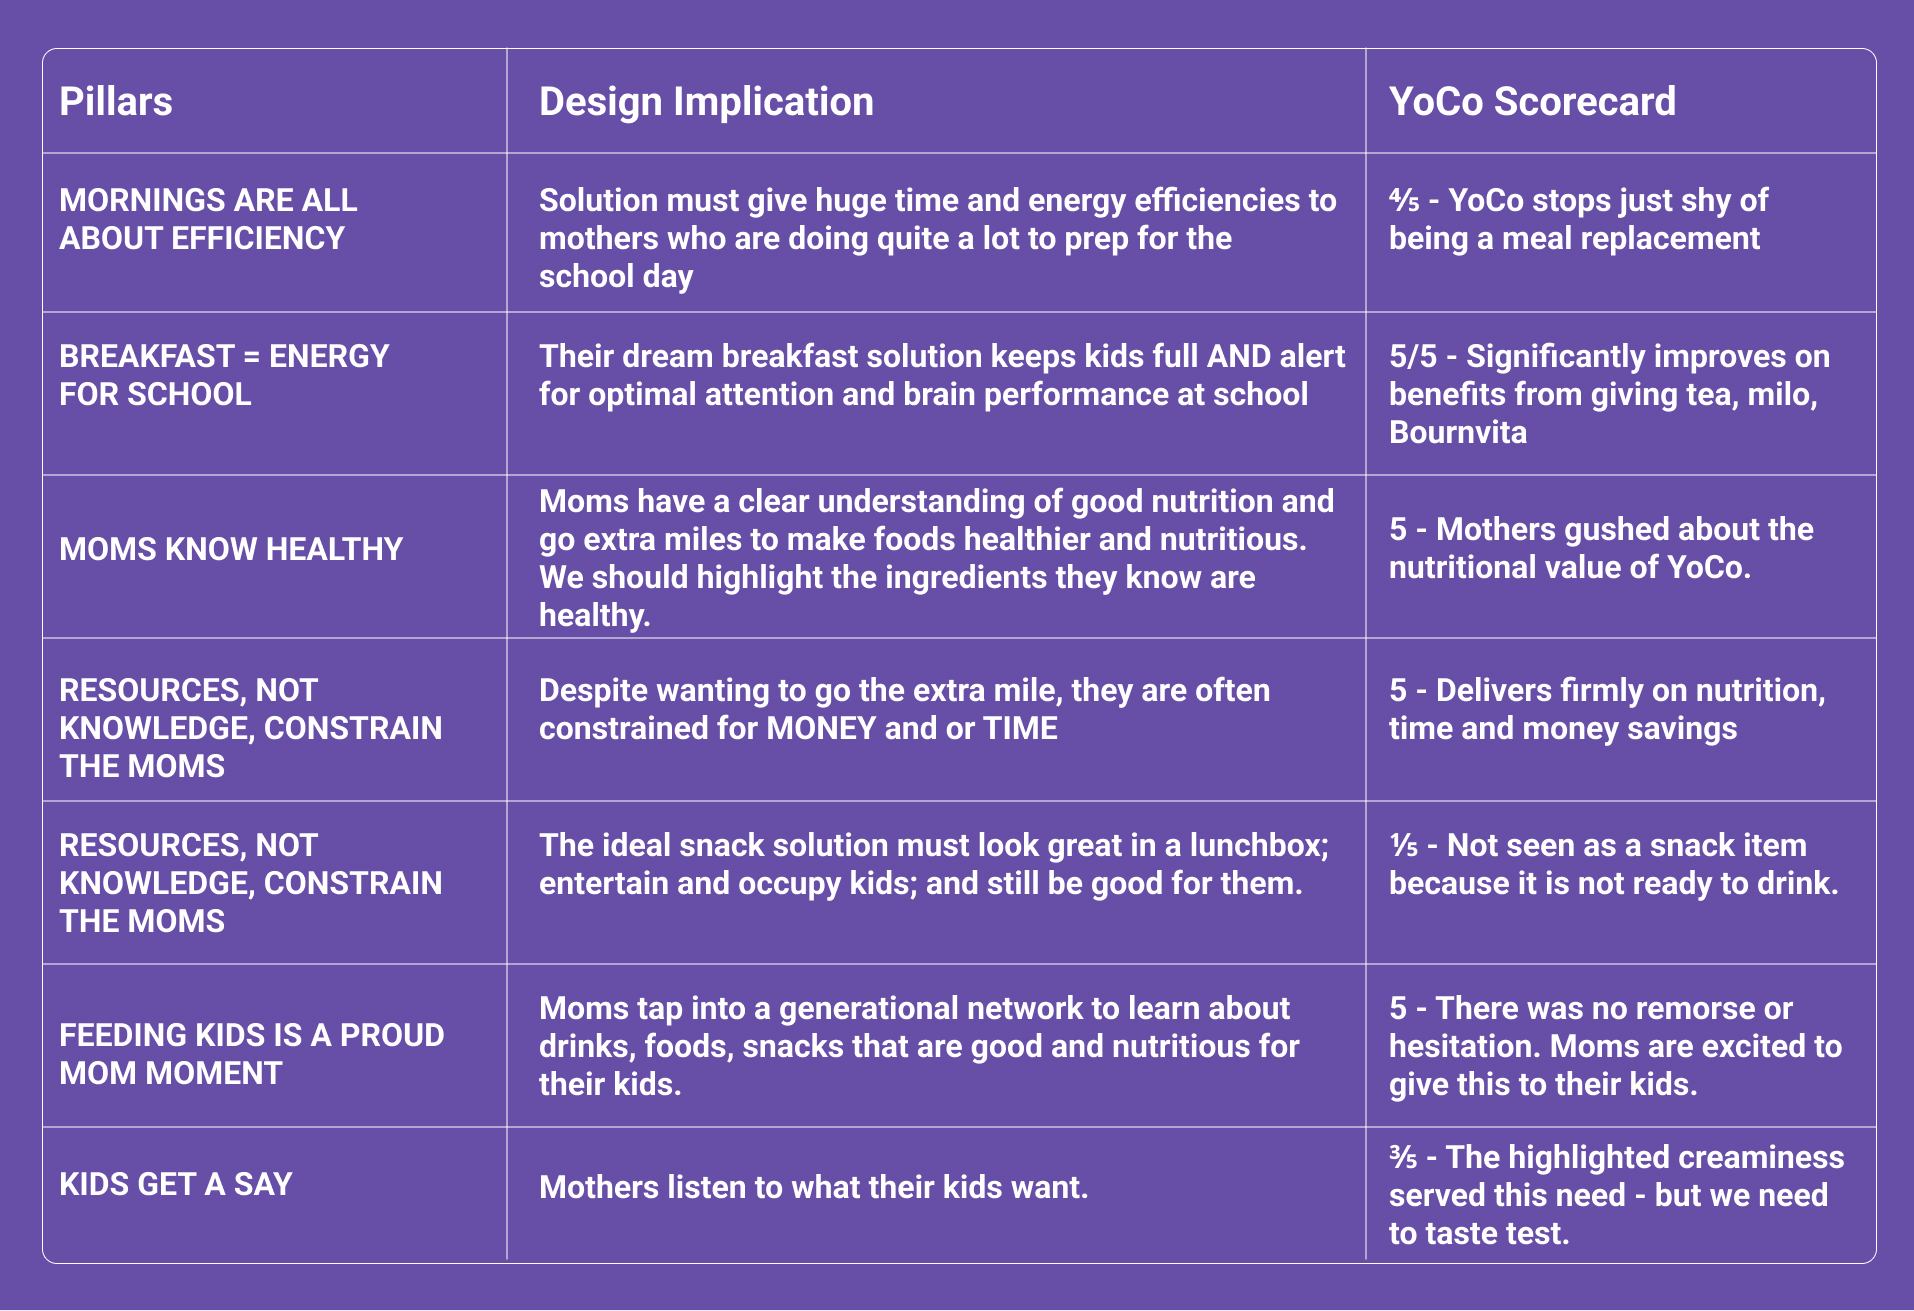 Pillars
Design Implication
YoCo Scorecard
MORNINGS ARE ALL
ABOUT EFFICIENCY
Solution must give huge time and energy efficiencies to
mothers who are doing quite a lot to prep for the
school day
⅘ - YoCo stops just shy of
being a meal replacement
BREAKFAST = ENERGY
FOR SCHOOL
Their dream breakfast solution keeps kids full AND alert
for optimal attention and brain performance at school
5/5 - Significantly improves on
benefits from giving tea, milo,
Bournvita
MOMS KNOW HEALTHY
Moms have a clear understanding of good nutrition and
go extra miles to make foods healthier and nutritious.
We should highlight the ingredients they know are
healthy.
5 - Mothers gushed about the
nutritional value of YoCo.
RESOURCES, NOT
KNOWLEDGE, CONSTRAIN
THE MOMS
Despite wanting to go the extra mile, they are often
constrained for MONEY and or TIME
5 - Delivers firmly on nutrition,
time and money savings
RESOURCES, NOT
KNOWLEDGE, CONSTRAIN
THE MOMS
The ideal snack solution must look great in a lunchbox;
entertain and occupy kids; and still be good for them.
⅕ - Not seen as a snack item
because it is not ready to drink.
FEEDING KIDS IS A PROUD
MOM MOMENT
Moms tap into a generational network to learn about
drinks, foods, snacks that are good and nutritious for
their kids.
5 - There was no remorse or
hesitation. Moms are excited to
give this to their kids.
KIDS GET A SAY
Mothers listen to what their kids want.
⅗ - The highlighted creaminess
served this need - but we need
to taste test.